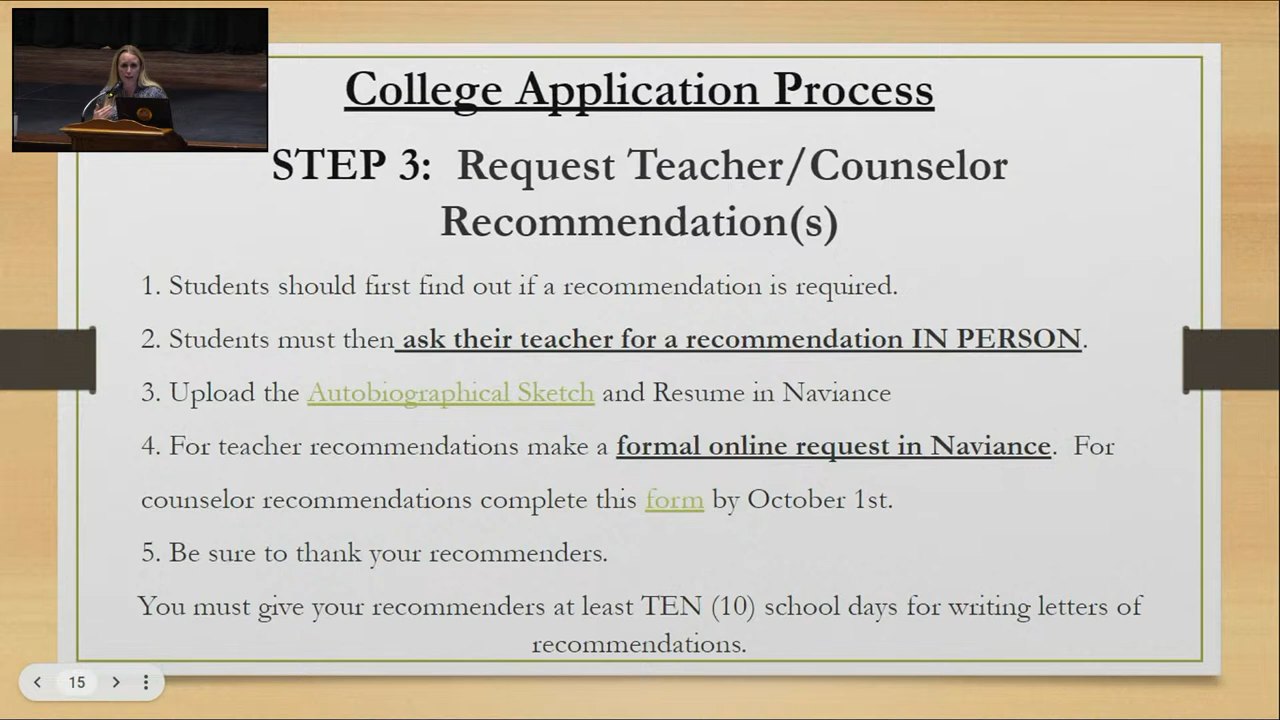 College Application Process
STEP 3:  Request Teacher/Counselor
Recommendation(s)
1. Students should first find out if a recommendation is required.
2. Students must then ask their teacher for a recommendation IN PERSON.
3. Upload the Autobiographical Sketch and Resume in Naviance
4. For teacher recommendations make a formal online request in Naviance.  For
counselor recommendations complete this form by October 1st.
5. Be sure to thank your recommenders.
You must give your recommenders at least TEN (10) school days for writing letters of
recommendations.
15